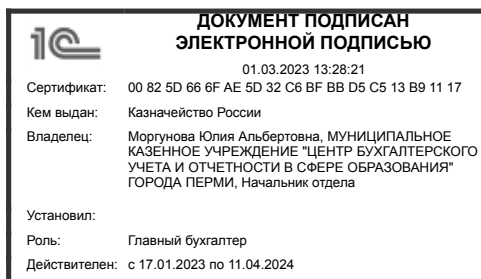 1С
ДОКУМЕНТ ПОДПИСАН
ЭЛЕКТРОННОЙ ПОДПИСЬЮ
01.03.2023 13:28:21
Сертификат: 00 82 5D 66 6F AE 5D 32 C6 BF BB D5 C5 13 B9 11 17
Кем выдан: Казначейство России
Владелец: Моргунова Юлия Альбертовна, МУНИЦИПАЛЬНОЕ
КАЗЕННОЕ УЧРЕЖДЕНИЕ "ЦЕНТР БУХГАЛТЕРСКОГО
УЧЕТА И ОТЧЕТНОСТИ В СФЕРЕ ОБРАЗОВАНИЯ"
ГОРОДА ПЕРМИ, Начальник отдела
Установил:
Роль: Главный бухгалтер
Действителен: с 17.01.2023 по 11.04.2024